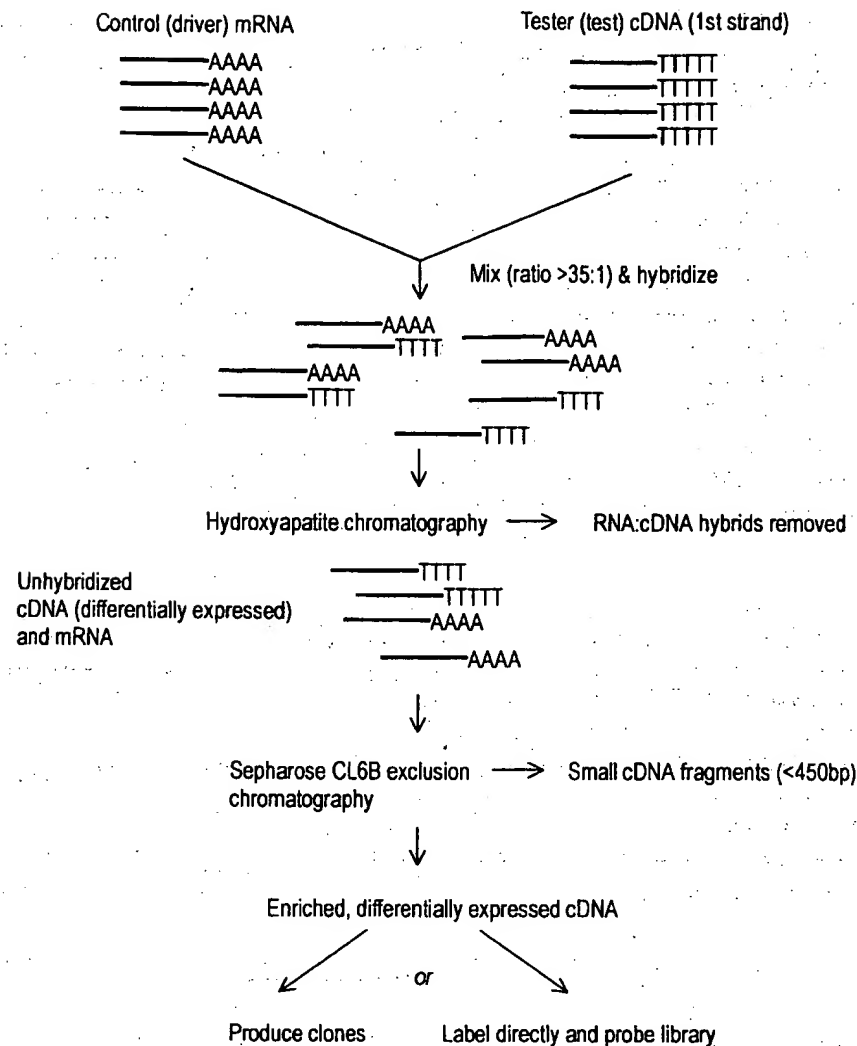 Control (driver) mRNA
Tester (test) cDNA (1st strand)
AAAA
AAAA
AAAA
AAAA
TTTTT
TTTTT
TTTTT
TTTTT
Mix (ratio >35:1) & hybridize
AAAA
TTTT
AAAA
AAAA
AAAA
TTTT
TTTT
TTTT
Hydroxyapatite chromatography
RNA:cDNA hybrids removed
Unhybridized
cDNA (differentially expressed)
and mRNA
TTTT
TTTTT
AAAA
AAAA
Sepharose CL6B exclusion
chromatography
Small cDNA fragments (<450bp)
Enriched, differentially expressed cDNA
or
Produce clones
Label directly and probe library